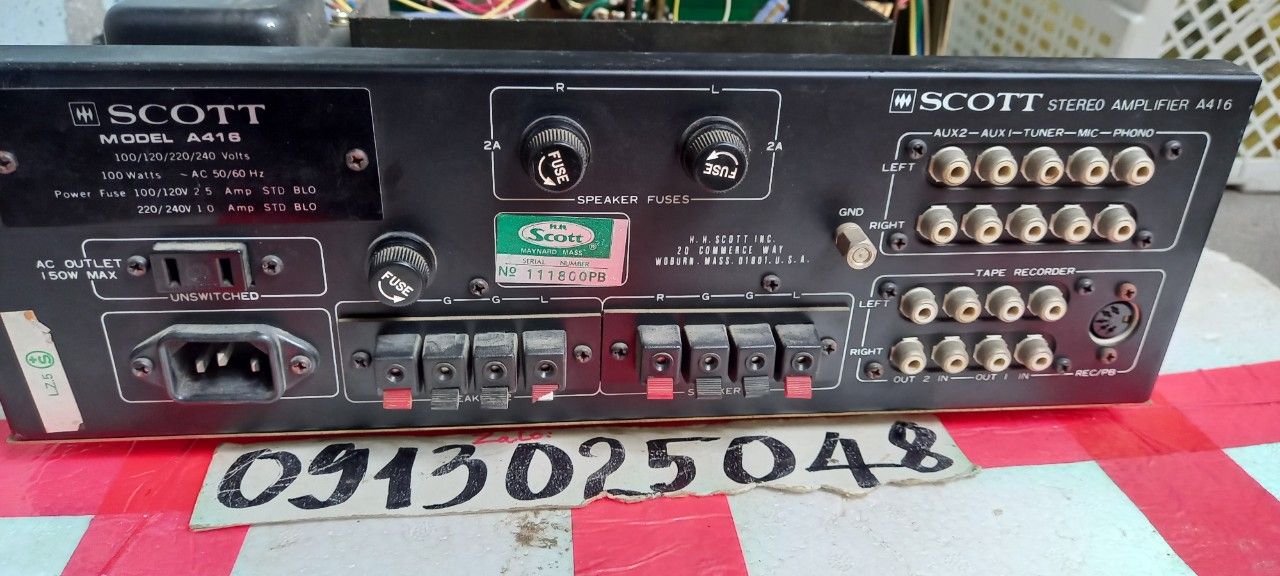 SCOTT
MODEL A416
100/120/220/240 Volts
100 Watts ~ AC 50/60 Hz
Power Fuse 100/120V 2.5 Amp STD BLO
220/240V 1.0 Amp STD BLO
AC OUTLET
150W MAX
UNSWITCHED
L.Z.5 S
R L
2A FUSE FUSE 2A
SPEAKER FUSES
H.H.
Scott
MAYNARD MASS
SERIAL NUMBER
No 111800PB
FUSE
H.H. SCOTT INC.
20 COMMERCE WAY
WOBURN. MASS. 01801. U.S.A.
GND
G G L
R G G L
SCOTT STEREO AMPLIFIER A416
AUX2 AUX1 TUNER MIC PHONO
LEFT
RIGHT
TAPE RECORDER
LEFT
RIGHT
OUT 2 IN OUT 1 IN REC/PB
Zalo:
0913025048